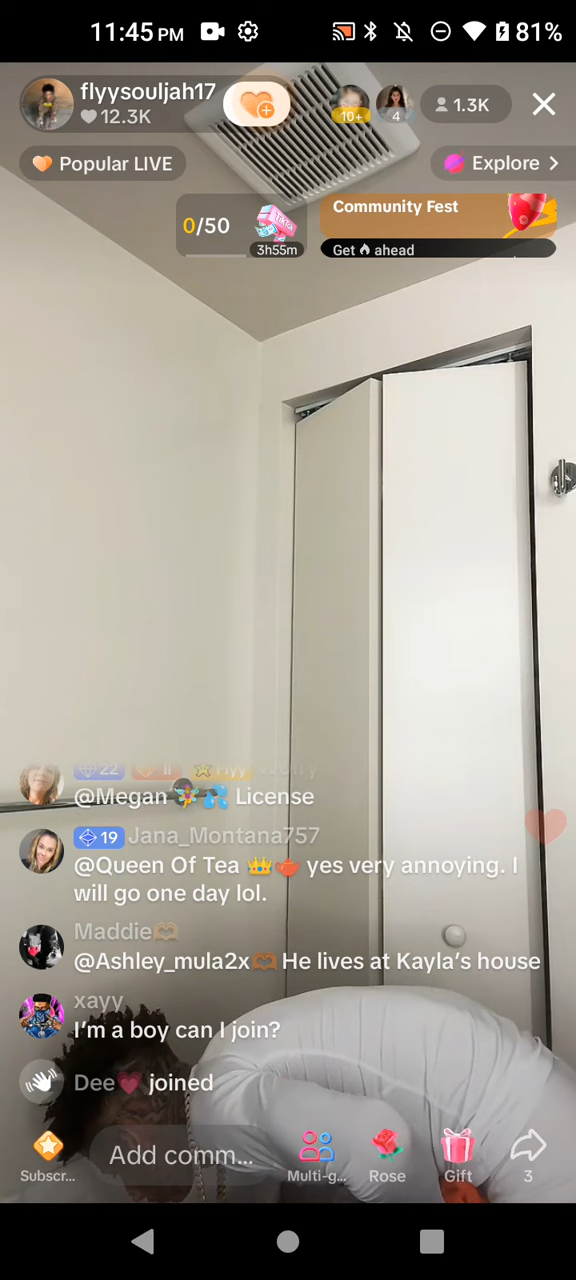 11:45 PM
81%
flyysouljah17
12.3K
10+
4
1.3K
Popular LIVE
Explore >
0/50
TikTok
3h55m
Community Fest
Get 🔥 ahead
22
@Megan 🧚💦 License
19 Jana_Montana757
@Queen Of Tea 👑🫖 yes very annoying. I
will go one day lol.
Maddie🫶🏽
@Ashley_mula2x🫶🏽 He lives at Kayla's house
xayy
I'm a boy can I join?
Dee💗 joined
Subscr...
Add comm...
Multi-g...
Rose
Gift
3